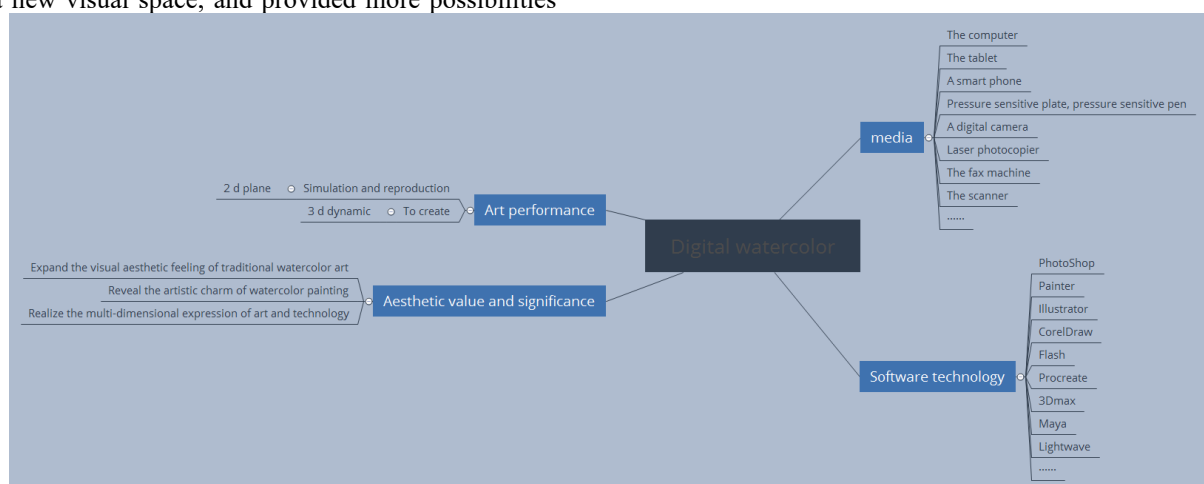 new visual space, and provided more possibilities
The computer
The tablet
A smart phone
Pressure sensitive plate, pressure sensitive pen
media
A digital camera
Laser photocopier
The fax machine
The scanner
......
2 d plane
Simulation and reproduction
3 d dynamic
To create
Art performance
Digital watercolor
Expand the visual aesthetic feeling of traditional watercolor art
Reveal the artistic charm of watercolor painting
Realize the multi-dimensional expression of art and technology
Aesthetic value and significance
Software technology
PhotoShop
Painter
Illustrator
CorelDraw
Flash
Procreate
3Dmax
Maya
Lightwave
......